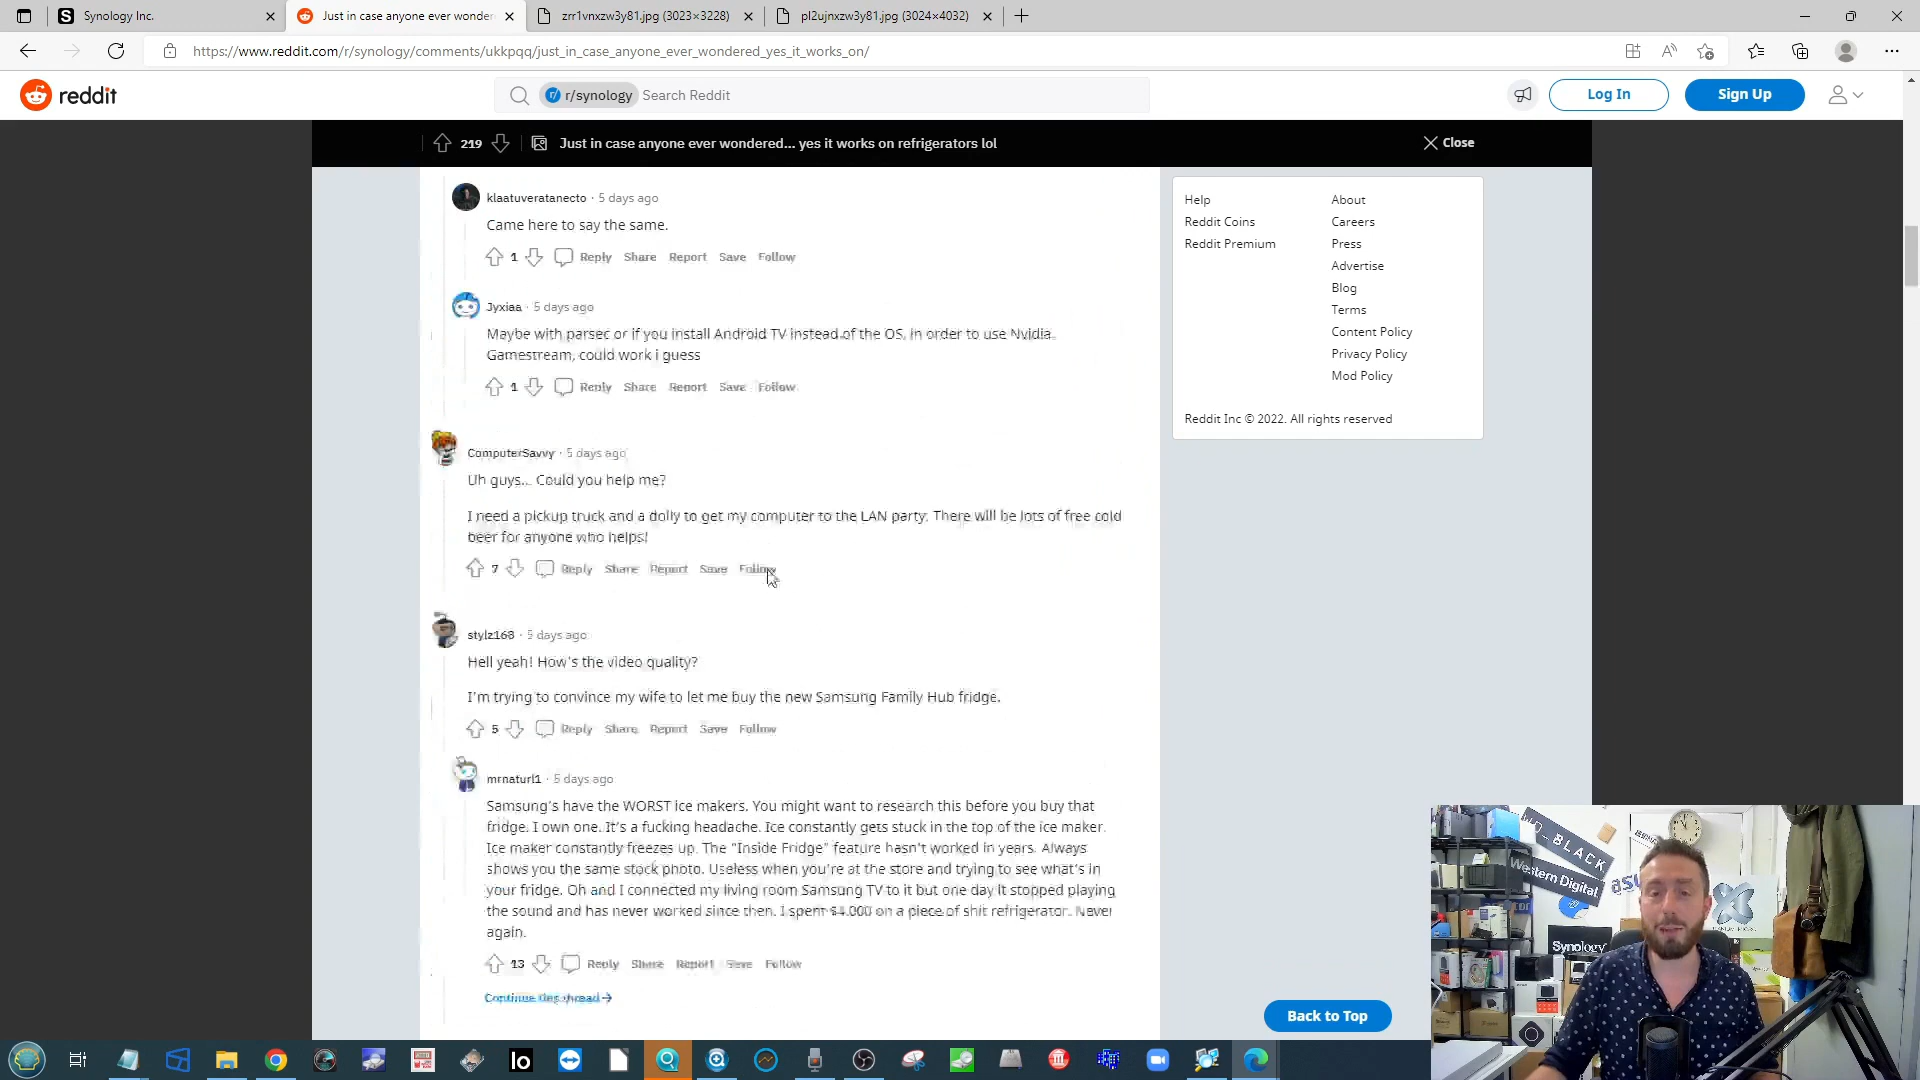 Synology Inc.
Just in case anyone ever wonder
zrr1vnxzw3y81.jpg (3023×3228)
pl2ujnxzw3y81.jpg (3024×4032)
https://www.reddit.com/r/synology/comments/ukkpqq/just_in_case_anyone_ever_wondered_yes_it_works_on/
reddit
r/synology Search Reddit
Log In
Sign Up
219 Just in case anyone ever wondered... yes it works on refrigerators lol
Close
klaatuveratanecto · 5 days ago
Came here to say the same.
1 Reply Share Report Save Follow
Jyxiaa · 5 days ago
Maybe with parsec or if you install Android TV instead of the OS, in order to use Nvidia
Gamestream, could work i guess
1 Reply Share Report Save Follow
ComputerSavvy · 5 days ago
Uh guys... Could you help me?
I need a pickup truck and a dolly to get my computer to the LAN party. There will be lots of free cold
beer for anyone who helps!
7 Reply Share Report Save Follow
stylz168 · 5 days ago
Hell yeah! How's the video quality?
I'm trying to convince my wife to let me buy the new Samsung Family Hub fridge.
5 Reply Share Report Save Follow
mrnaturl1 · 5 days ago
Samsung's have the WORST ice makers. You might want to research this before you buy that
fridge. I own one. It's a fucking headache. Ice constantly gets stuck in the top of the ice maker.
Ice maker constantly freezes up. The "Inside Fridge" feature hasn't worked in years. Always
shows you the same stock photo. Useless when you're at the store and trying to see what's in
your fridge. Oh and I connected my living room Samsung TV to it but one day it stopped playing
the sound and has never worked since then. I spent $4,000 on a piece of shit refrigerator. Never
again.
13 Reply Share Report Save Follow
Continue this thread
Help
Reddit Coins
Reddit Premium
About
Careers
Press
Advertise
Blog
Terms
Content Policy
Privacy Policy
Mod Policy
Reddit Inc © 2022. All rights reserved
Back to Top
WD_BLACK
Western Digital
Synology
Io